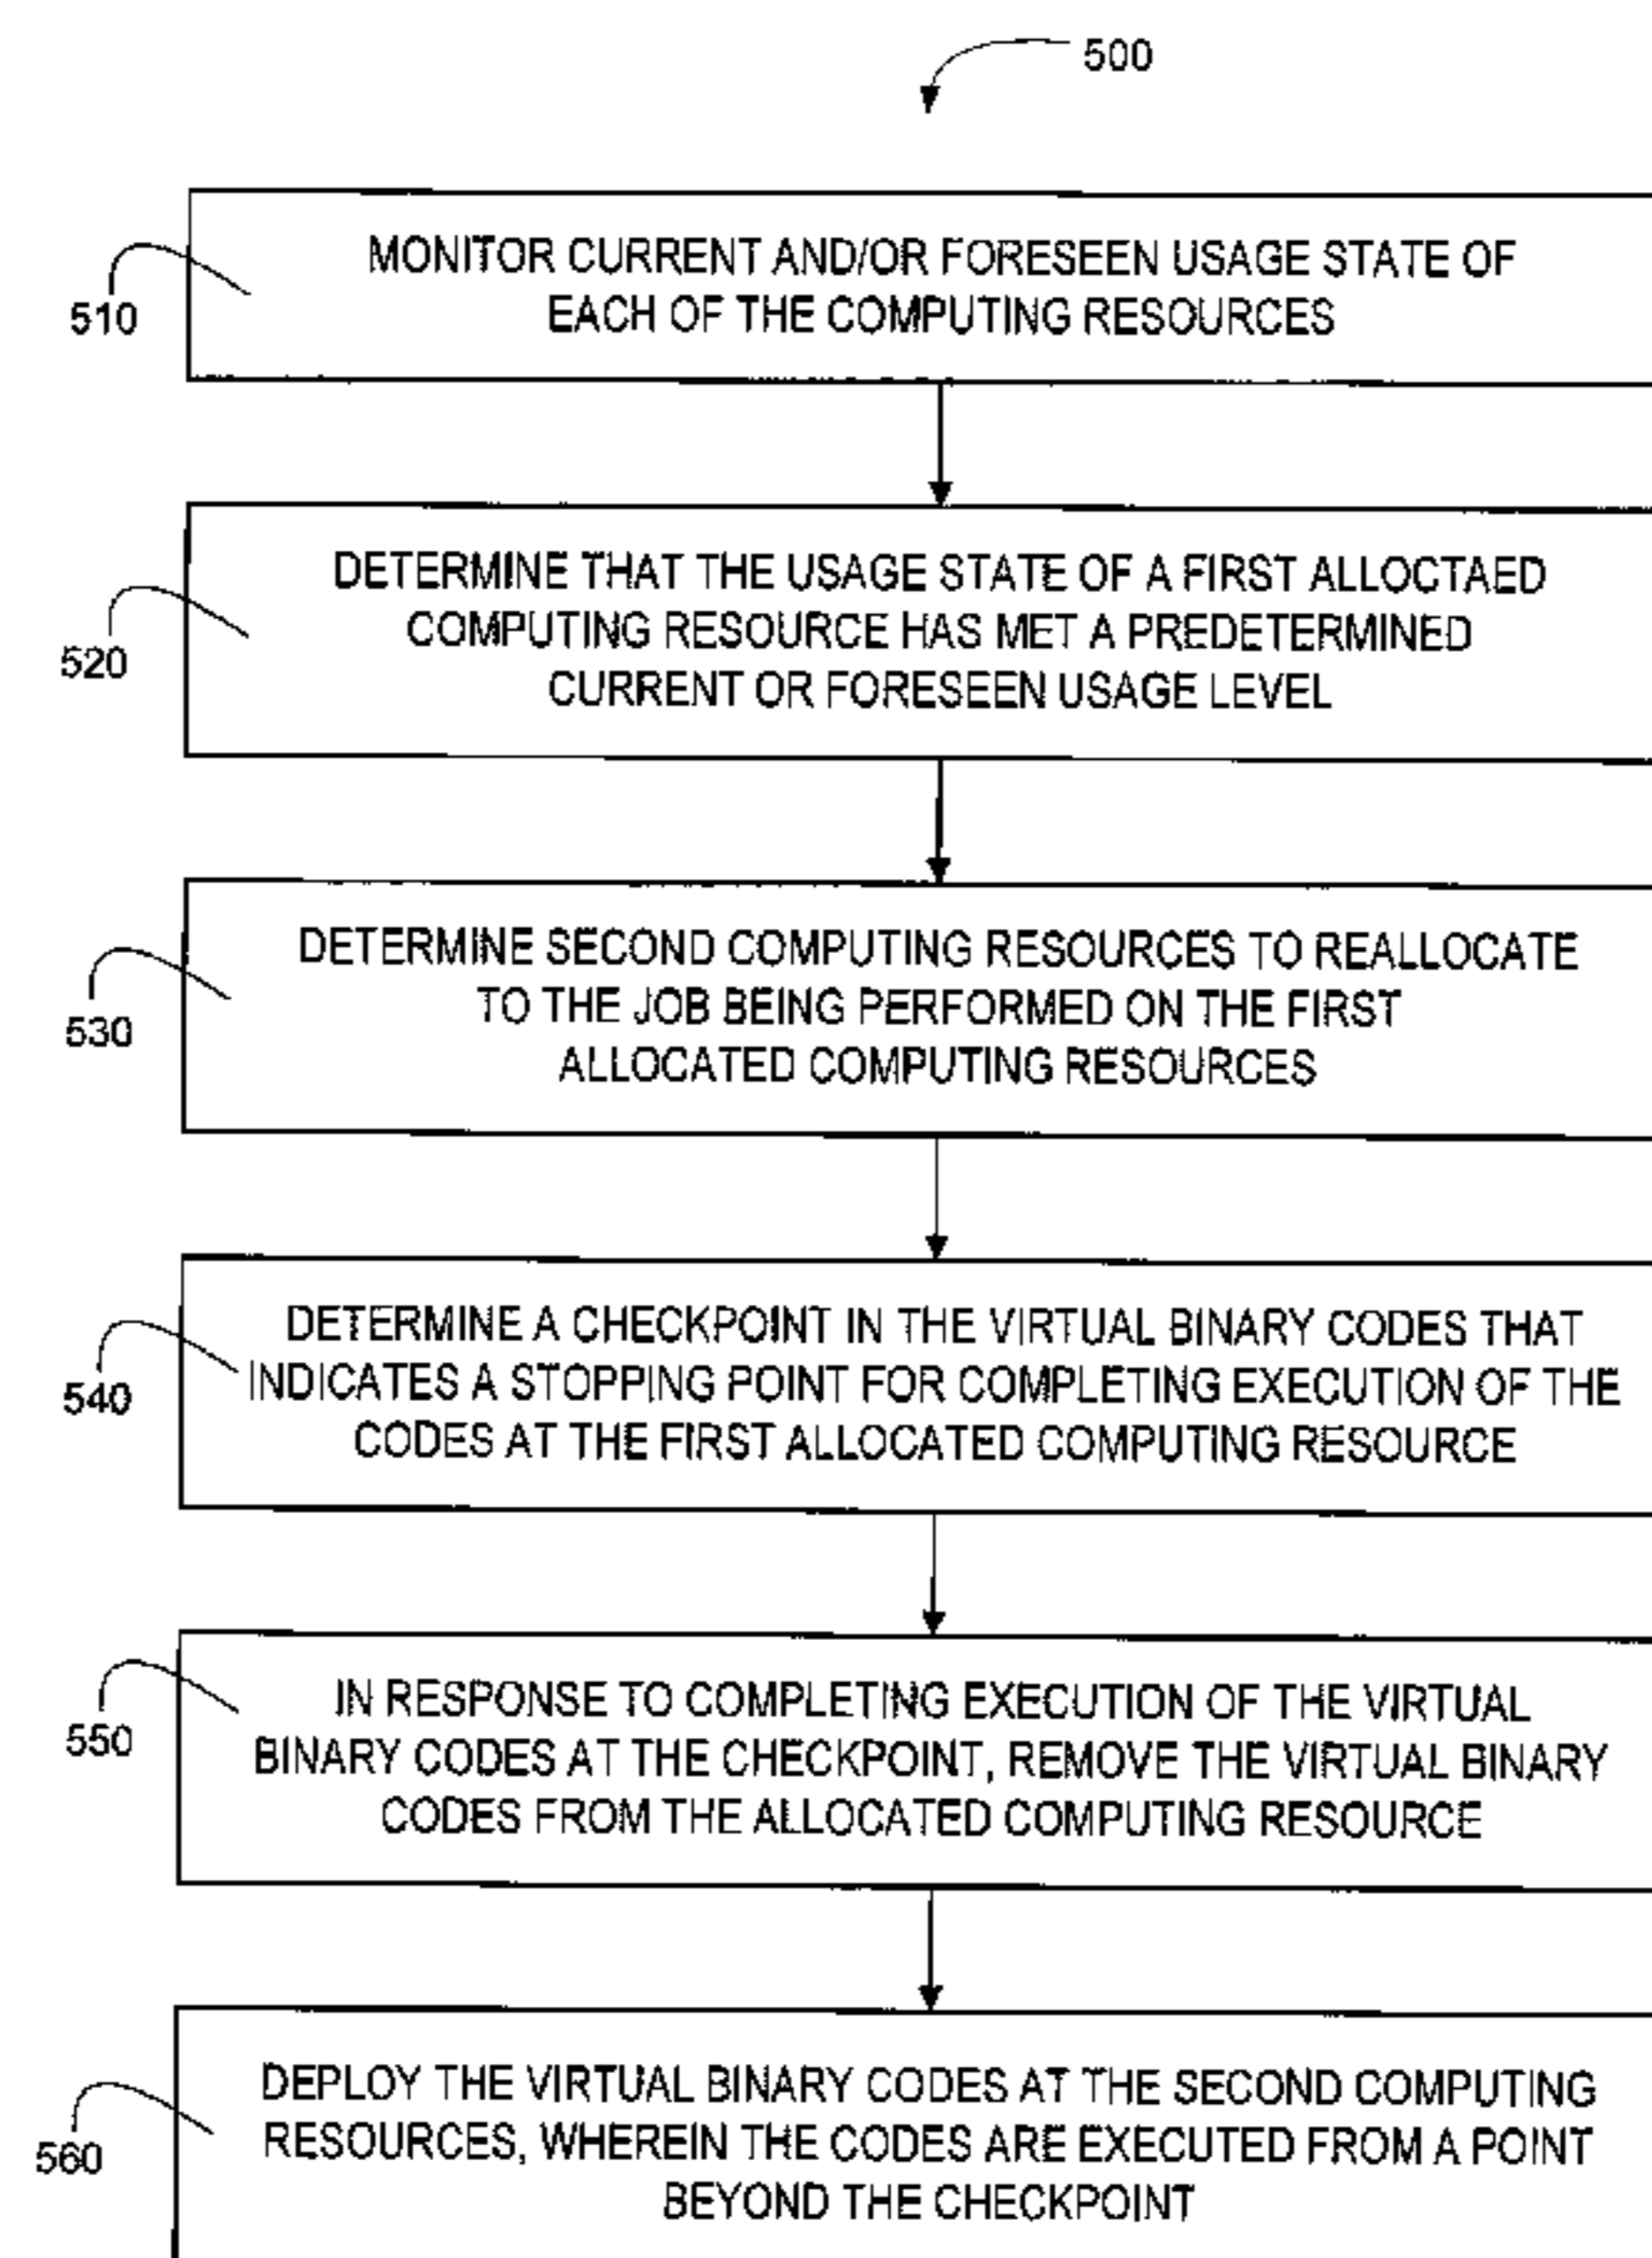 500
MONITOR CURRENT AND/OR FORESEEN USAGE STATE OF
EACH OF THE COMPUTING RESOURCES
510
DETERMINE THAT THE USAGE STATE OF A FIRST ALLOCTAED
COMPUTING RESOURCE HAS MET A PREDETERMINED
CURRENT OR FORESEEN USAGE LEVEL
520
DETERMINE SECOND COMPUTING RESOURCES TO REALLOCATE
TO THE JOB BEING PERFORMED ON THE FIRST
ALLOCATED COMPUTING RESOURCES
530
DETERMINE A CHECKPOINT IN THE VIRTUAL BINARY CODES THAT
INDICATES A STOPPING POINT FOR COMPLETING EXECUTION OF THE
CODES AT THE FIRST ALLOCATED COMPUTING RESOURCE
540
IN RESPONSE TO COMPLETING EXECUTION OF THE VIRTUAL
BINARY CODES AT THE CHECKPOINT, REMOVE THE VIRTUAL BINARY
CODES FROM THE ALLOCATED COMPUTING RESOURCE
550
DEPLOY THE VIRTUAL BINARY CODES AT THE SECOND COMPUTING
RESOURCES, WHEREIN THE CODES ARE EXECUTED FROM A POINT
BEYOND THE CHECKPOINT
560